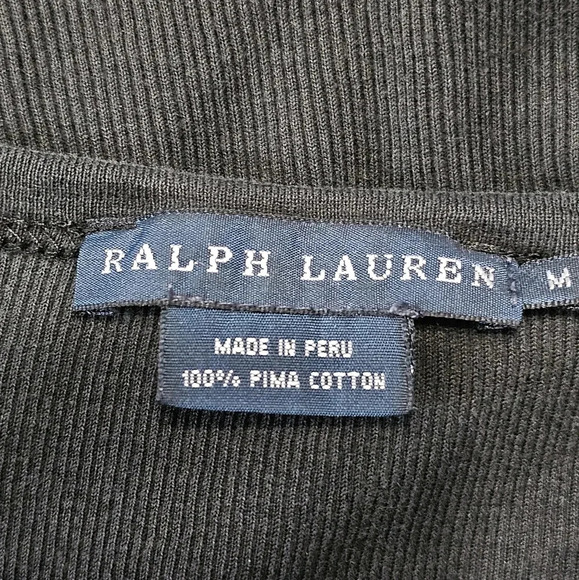 RALPH LAUREN M
MADE IN PERU
100% PIMA COTTON